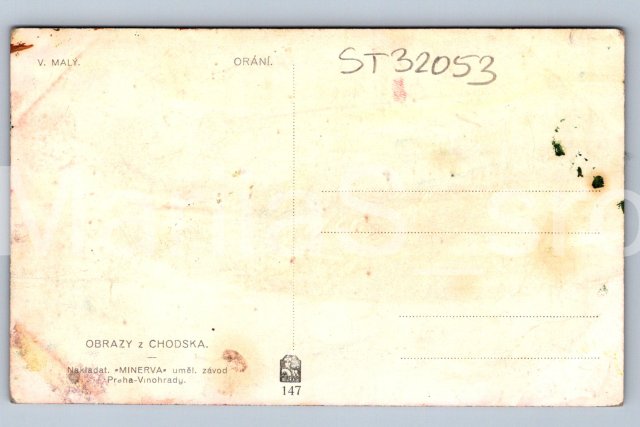 V. MALÝ.
ORÁNÍ.
ST32053
OBRAZY z CHODSKA.
Nakladat. »MINERVA« uměl. závod
Praha-Vinohrady.
147